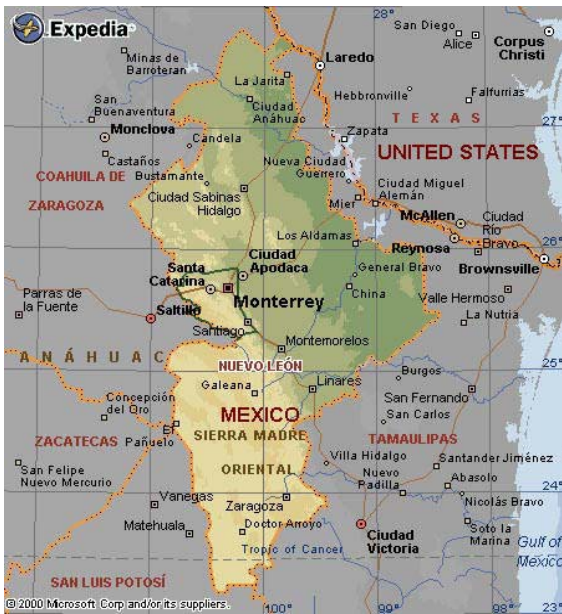 Expedia
28°
San Diego
Alice
Corpus
Christi
Minas de
Barroteran
Laredo
La Jarita
Hebbronville
Falfurrias
San
Buenaventura
Ciudad
Anáhuac
TEXAS
27°
Monclova
Candela
Zapata
UNITED STATES
Castaños
Nueva Ciudad
Guerrero
COAHUILA DE
ZARAGOZA
Bustamante
Ciudad Sabinas
Hidalgo
Mier
Ciudad Miguel
Alemán
McAllen
Ciudad
Río
Bravo
Los Aldamas
Reynosa
26°
Santa
Catarina
Ciudad
Apodaca
General Bravo
Brownsville
Parras de
la Fuente
Monterrey
China
Valle Hermoso
Saltillo
Santiago
La Nutria
ANÁHUAC
Montemorelos
NUEVO LEÓN
25°
Galeana
Linares
Burgos
Concepción
del Oro
MEXICO
San Fernando
San Carlos
El
Pañuelo
ZACATECAS
SIERRA MADRE
ORIENTAL
TAMAULIPAS
San Felipe
Nuevo Mercurio
Villa Hidalgo
Santander Jiménez
Nuevo
Padilla
Abasolo
24°
Vanegas
Zaragoza
Nicolás Bravo
Matehuala
Doctor Arroyo
Ciudad
Victoria
Soto la
Marina
Tropic of Cancer
Gulf of
Mexico
SAN LUIS POTOSÍ
© 2000 Microsoft Corp and/or its suppliers.
100°
99°
98°
23°